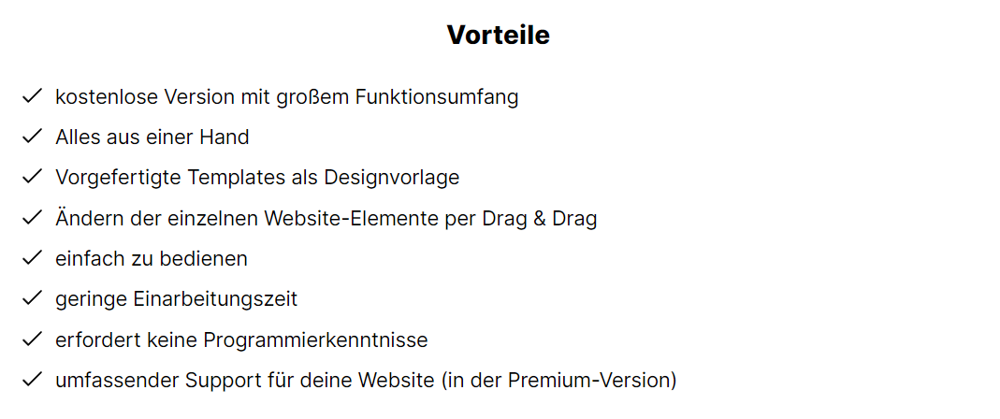 Vorteile
kostenlose Version mit großem Funktionsumfang
Alles aus einer Hand
Vorgefertigte Templates als Designvorlage
Ändern der einzelnen Website-Elemente per Drag & Drag
einfach zu bedienen
geringe Einarbeitungszeit
erfordert keine Programmierkenntnisse
umfassender Support für deine Website (in der Premium-Version)